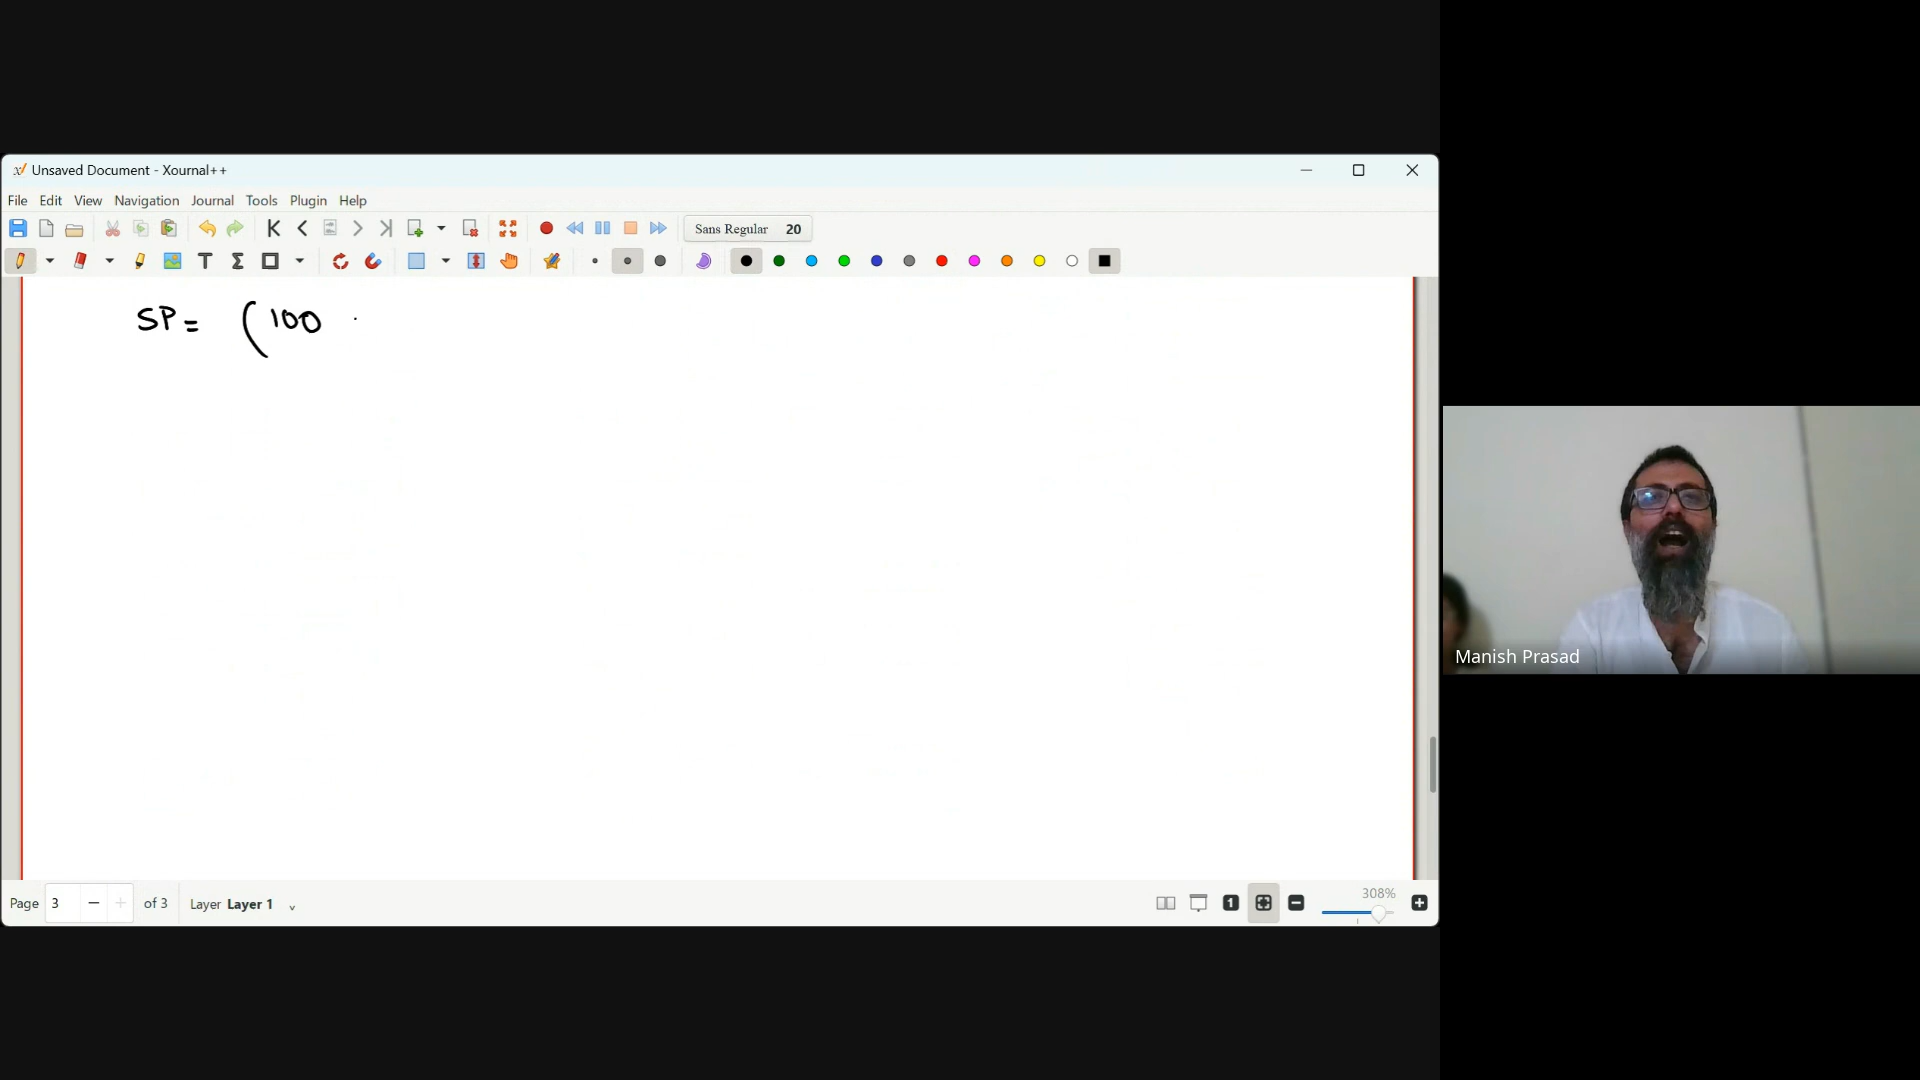 Unsaved Document - Xournal++
File Edit View Navigation Journal Tools Plugin Help
Sans Regular 20
SP = (100
Manish Prasad
Page 3 of 3 Layer Layer 1
1
308%